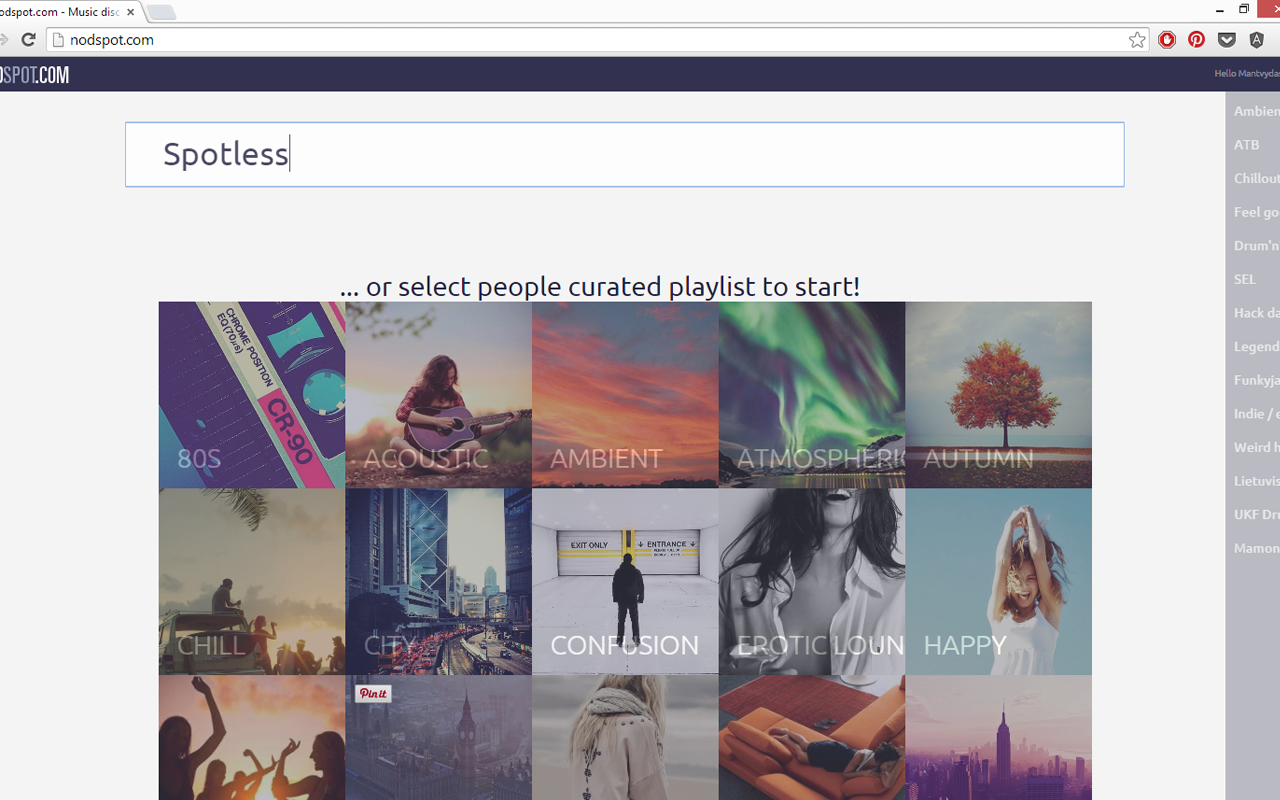 odspot.com - Music disc
nodspot.com
ODSPOT.COM
Hello Mantvydas
Spotless
... or select people curated playlist to start!
CHROME POSITION
EQ(70µs)
CR-90
80S
ACOUSTIC
AMBIENT
ATMOSPHERIC
AUTUMN
CHILL
CITY
EXIT ONLY
ENTRANCE
CONFUSION
EROTIC LOUN
HAPPY
Pin it
Ambien
ATB
Chillout
Feel go
Drum'n
SEL
Hack da
Legend
Funkyja
Indie / e
Weird h
Lietuvis
UKF Dru
Mamon